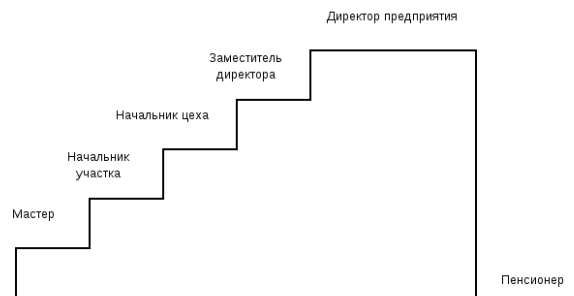 Директор предприятия
Заместитель
директора
Начальник цеха
Начальник
участка
Мастер
Пенсионер